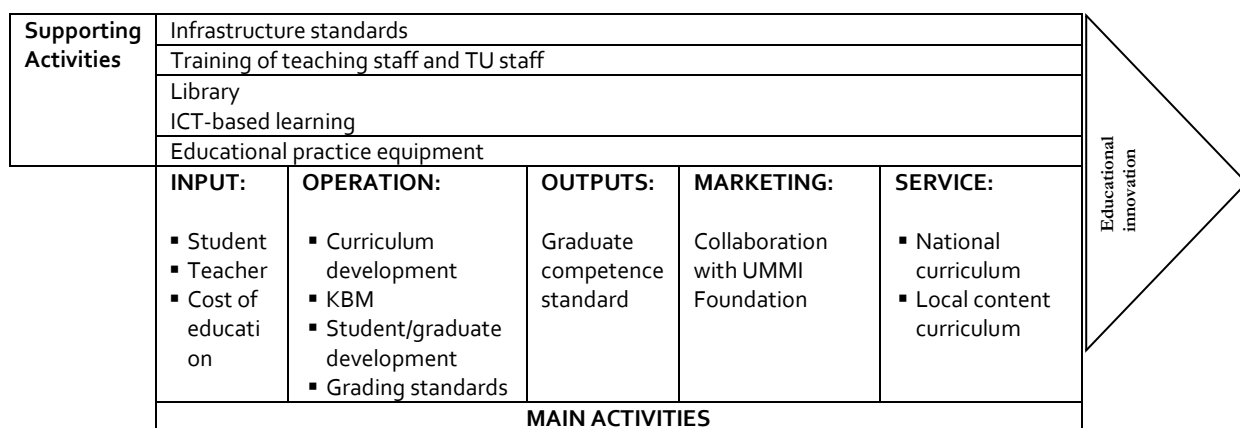 Supporting
Activities
Infrastructure standards
Training of teaching staff and TU staff
Library
ICT-based learning
Educational practice equipment
INPUT:
▪ Student
▪ Teacher
▪ Cost of
educati
on
OPERATION:
▪ Curriculum
development
▪ KBM
▪ Student/graduate
development
▪ Grading standards
OUTPUTS:
Graduate
competence
standard
MARKETING:
Collaboration
with UMMI
Foundation
SERVICE:
▪ National
curriculum
▪ Local content
curriculum
MAIN ACTIVITIES
Educational
innovation